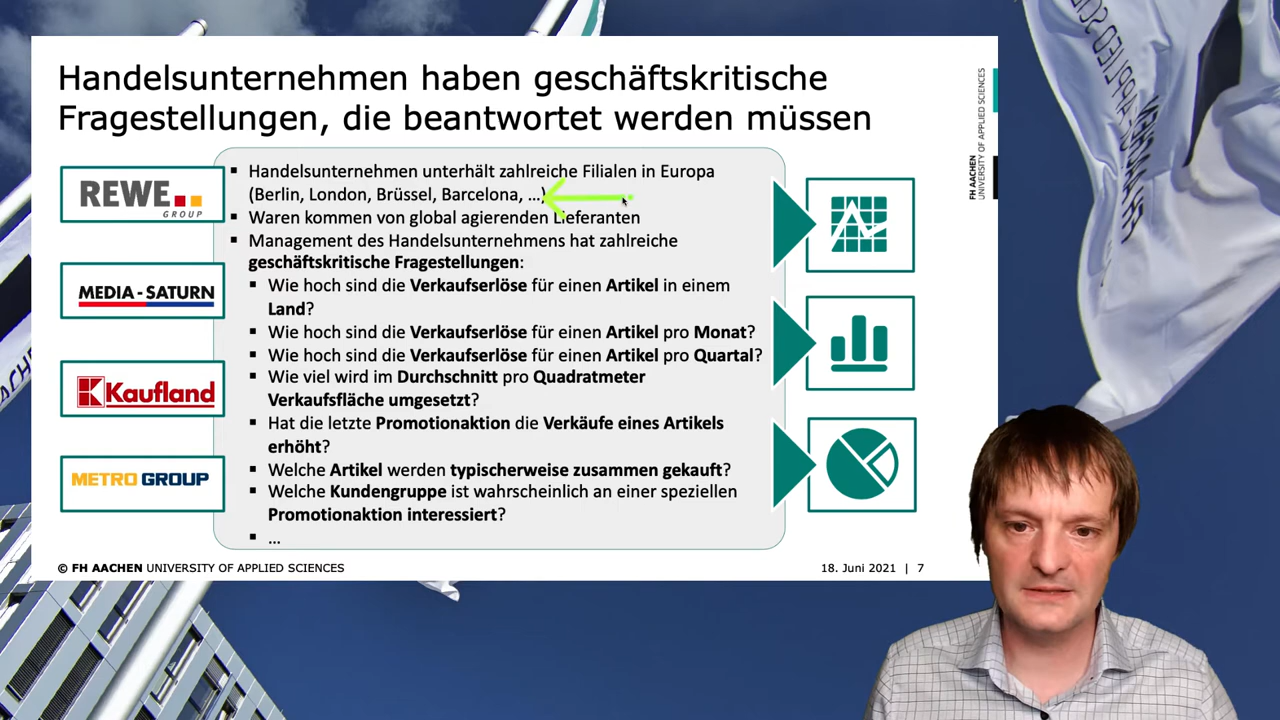 Handelsunternehmen haben geschäftskritische
Fragestellungen, die beantwortet werden müssen
FH AACHEN
UNIVERSITY OF APPLIED SCIENCES
REWE
GROUP
MEDIA-SATURN
Kaufland
METRO GROUP
▪ Handelsunternehmen unterhält zahlreiche Filialen in Europa
(Berlin, London, Brüssel, Barcelona, ...)
▪ Waren kommen von global agierenden Lieferanten
▪ Management des Handelsunternehmens hat zahlreiche
geschäftskritische Fragestellungen:
▪ Wie hoch sind die Verkaufserlöse für einen Artikel in einem
Land?
▪ Wie hoch sind die Verkaufserlöse für einen Artikel pro Monat?
▪ Wie hoch sind die Verkaufserlöse für einen Artikel pro Quartal?
▪ Wie viel wird im Durchschnitt pro Quadratmeter
Verkaufsfläche umgesetzt?
▪ Hat die letzte Promotionaktion die Verkäufe eines Artikels
erhöht?
▪ Welche Artikel werden typischerweise zusammen gekauft?
▪ Welche Kundengruppe ist wahrscheinlich an einer speziellen
Promotionaktion interessiert?
▪ ...
© FH AACHEN UNIVERSITY OF APPLIED SCIENCES
18. Juni 2021 | 7